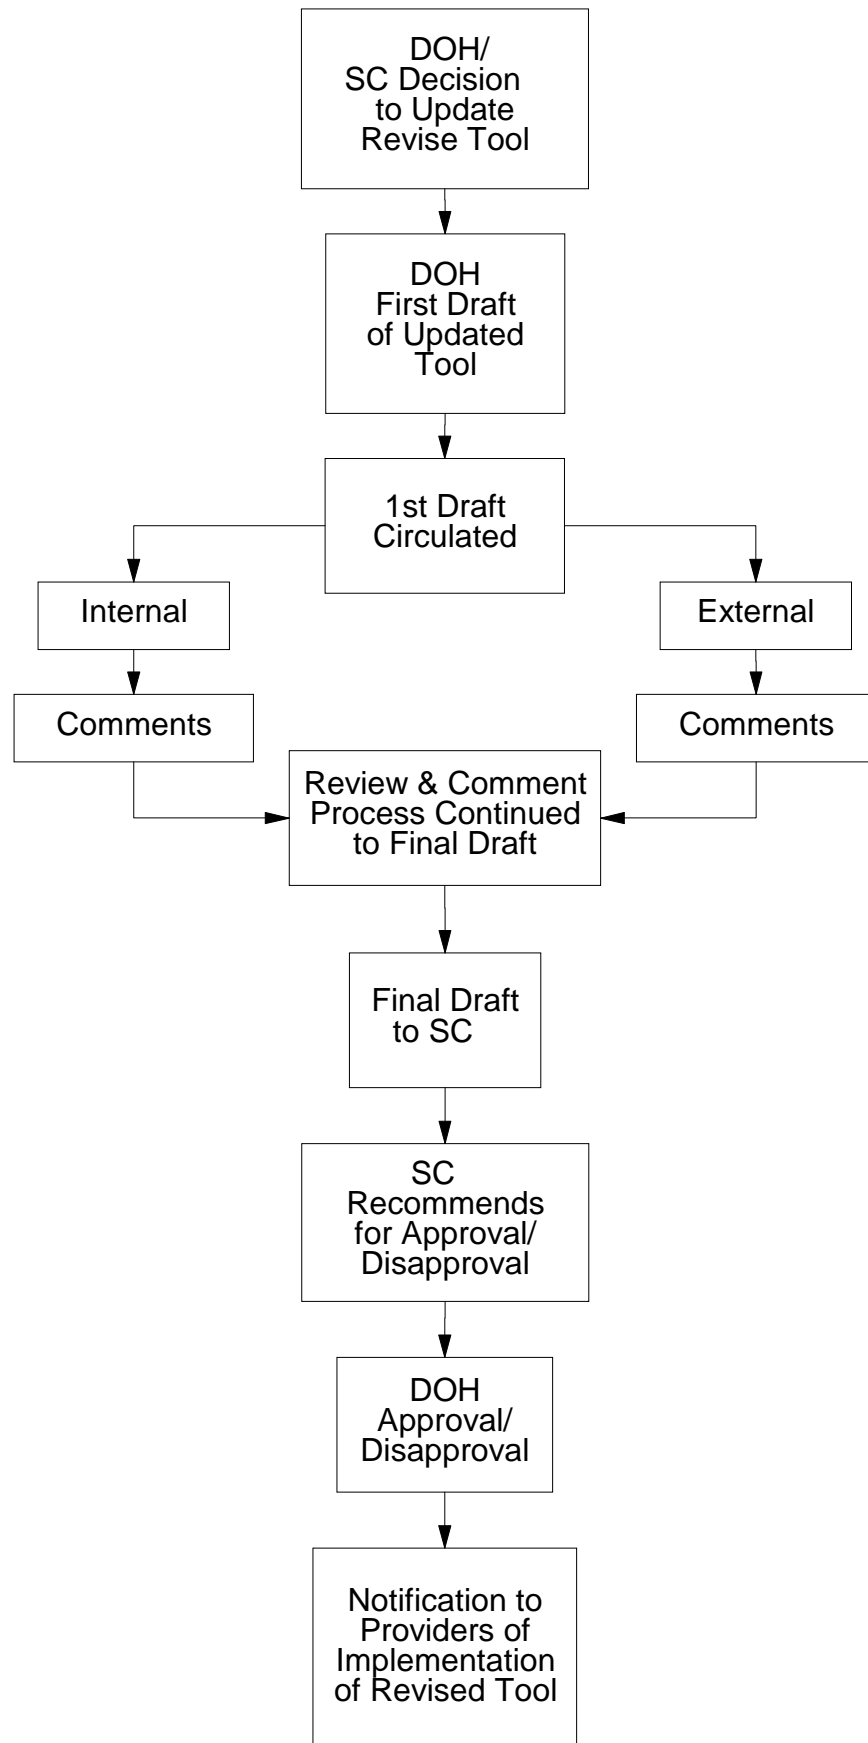 DOH/
SC Decision
to Update
Revise Tool
DOH
First Draft
of Updated
Tool
1st Draft
Circulated
Internal
External
Comments
Comments
Review & Comment
Process Continued
to Final Draft
Final Draft
to SC
SC
Recommends
for Approval/
Disapproval
DOH
Approval/
Disapproval
Notification to
Providers of
Implementation
of Revised Tool